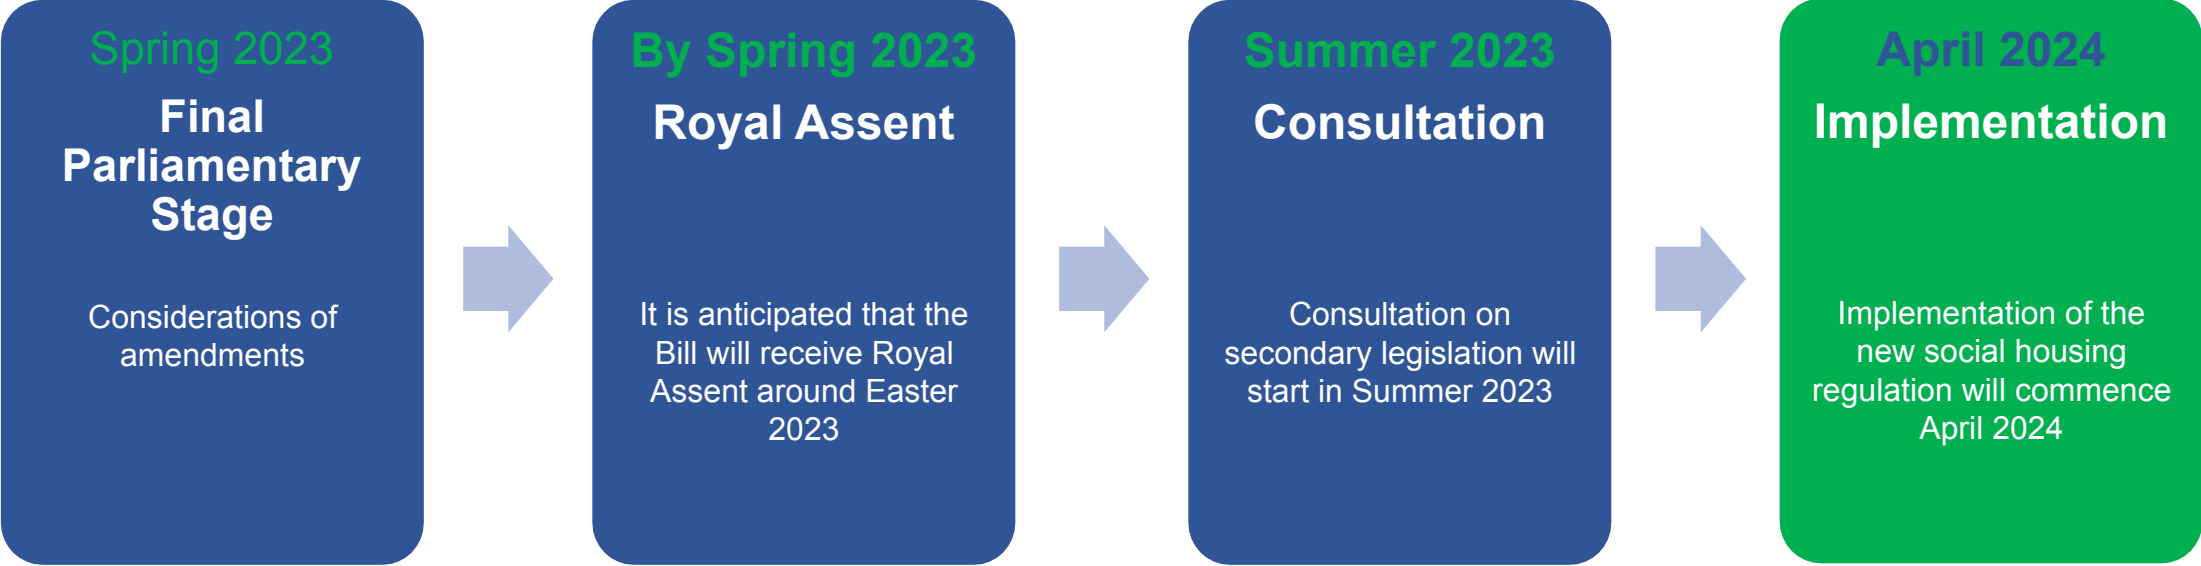 Spring 2023
Final
Parliamentary
Stage
Considerations of
amendments
By Spring 2023
Royal Assent
It is anticipated that the
Bill will receive Royal
Assent around Easter
2023
Summer 2023
Consultation
Consultation on
secondary legislation will
start in Summer 2023
April 2024
Implementation
Implementation of the
new social housing
regulation will commence
April 2024